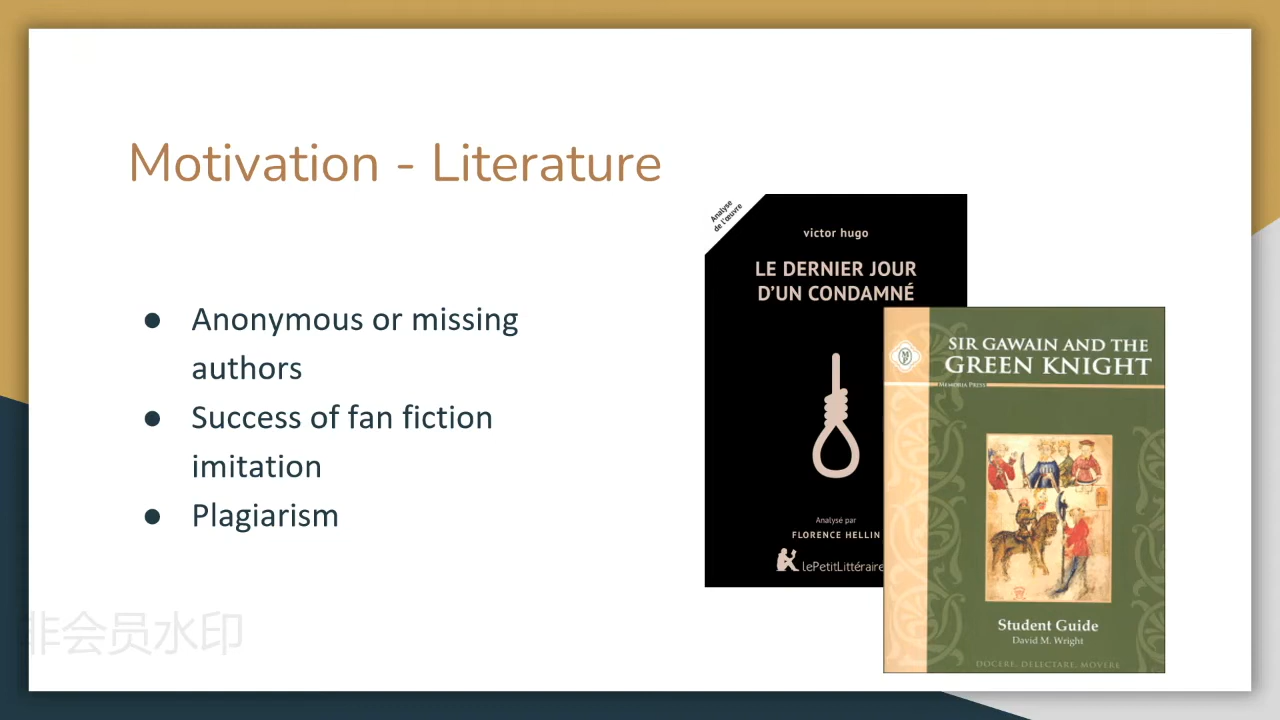 Motivation - Literature
Anonymous or missing
authors
Success of fan fiction
imitation
Plagiarism
Analyse
de l'œuvre
victor hugo
LE DERNIER JOUR
D'UN CONDAMNÉ
Analysé par
FLORENCE HELLIN
lePetitLittéraire
SIR GAWAIN AND THE
GREEN KNIGHT
MEMORIA PRESS
Student Guide
David M. Wright
DOCERE, DELECTARE, MOVERE
非会员水印